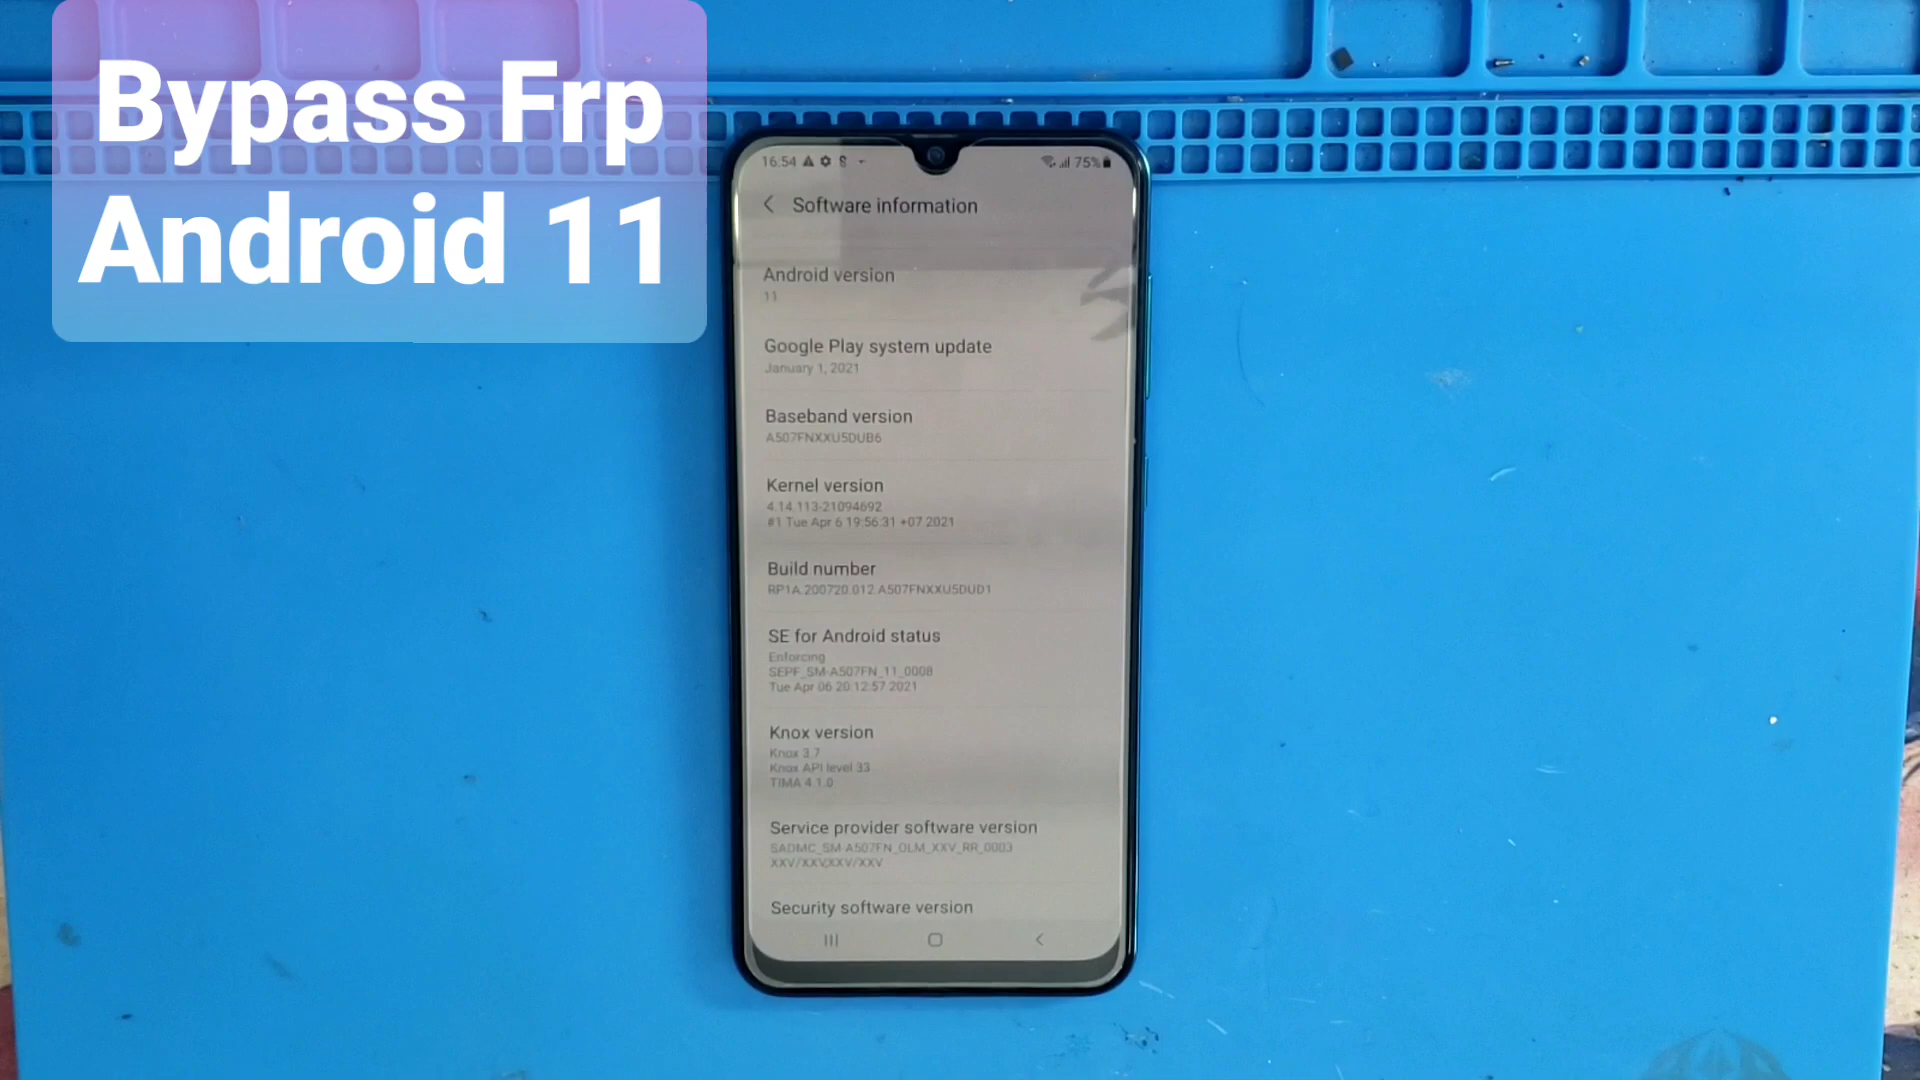 Bypass Frp
Android 11
16.54
75%
Software information
Android version
11
Google Play system update
January 1, 2021
Baseband version
A507FNXXU5DUB6
Kernel version
4.14.113-21094692
#1 Tue Apr 6 19:56:31 +07 2021
Build number
RP1A.200720.012.A507FNXXU5DUD1
SE for Android status
Enforcing
SEPF_SM-A507FN_11_0008
Tue Apr 06 20:12:57 2021
Knox version
Knox 3.7
Knox API level 33
TIMA 4.1.0
Service provider software version
SAOMC_SM-A507FN_OLM_XXV_RR_0003
XXV/XXV,XXV/XXV
Security software version